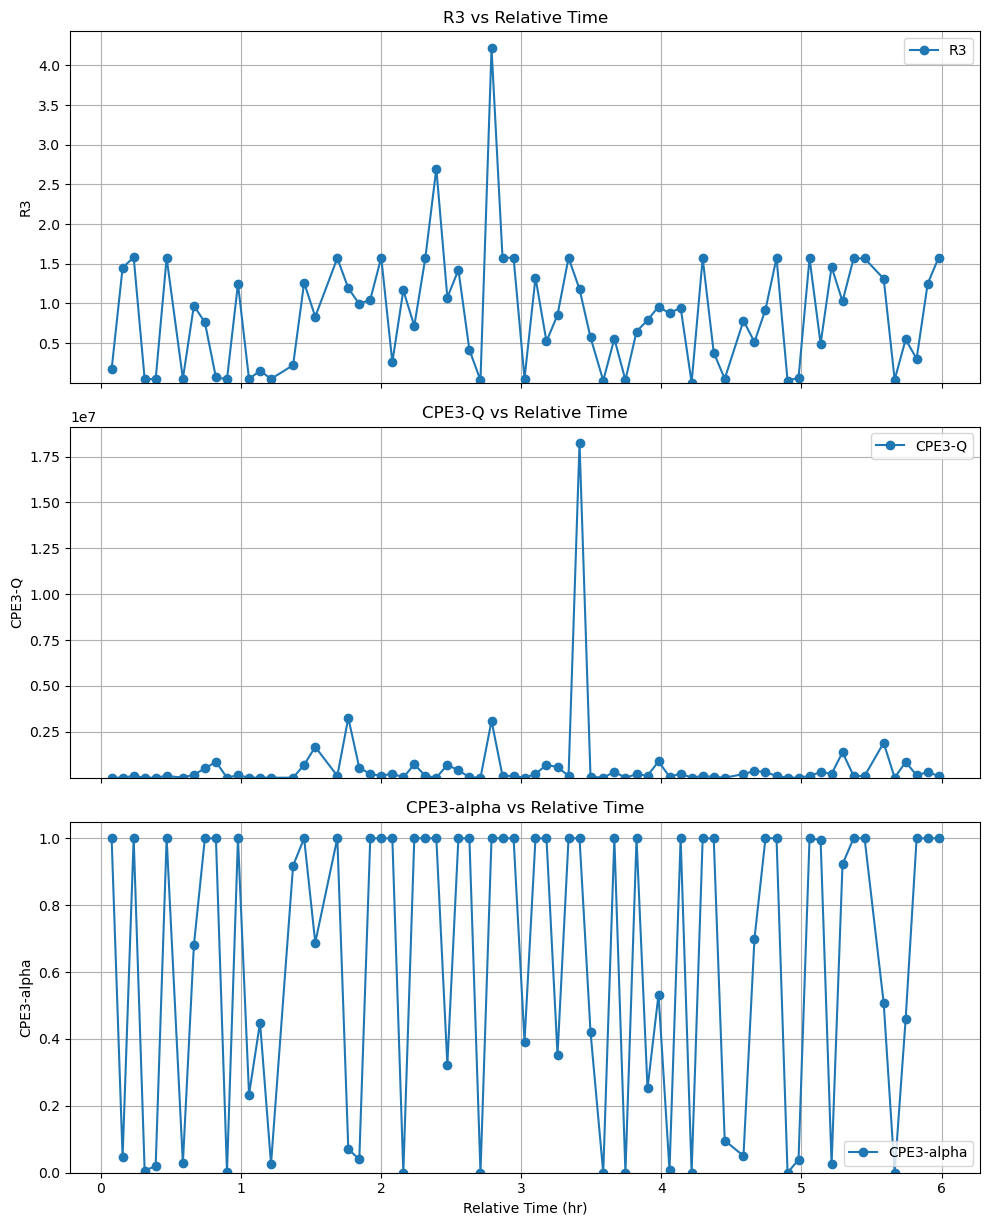 R3 vs Relative Time
4.0
3.5
3.0
2.5
2.0
1.5
1.0
0.5
R3
R3
CPE3-Q vs Relative Time
1e7
1.75
1.50
1.25
1.00
0.75
0.50
0.25
CPE3-Q
CPE3-Q
CPE3-alpha vs Relative Time
1.0
0.8
0.6
0.4
0.2
0.0
CPE3-alpha
CPE3-alpha
0 1 2 3 4 5 6
Relative Time (hr)